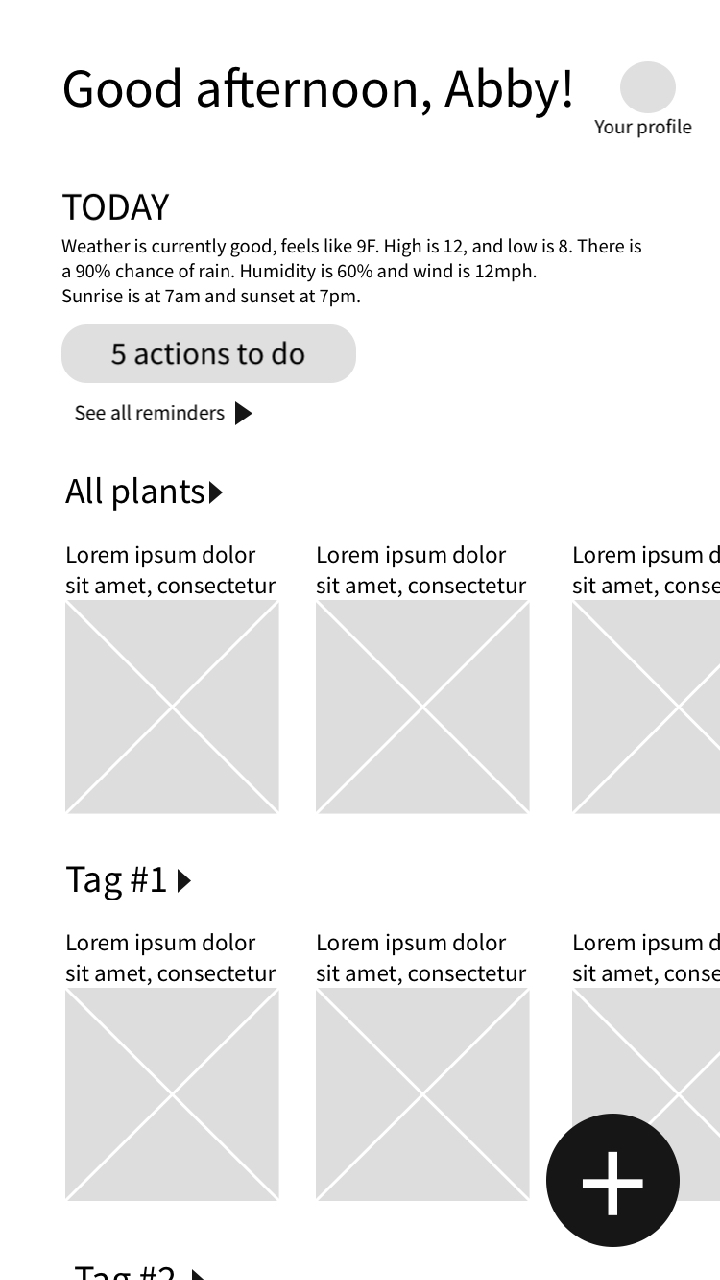 Good afternoon, Abby!
Your profile
TODAY
Weather is currently good, feels like 9F. High is 12, and low is 8. There is
a 90% chance of rain. Humidity is 60% and wind is 12mph.
Sunrise is at 7am and sunset at 7pm.
5 actions to do
See all reminders
All plants
Lorem ipsum dolor
sit amet, consectetur
Lorem ipsum dolor
sit amet, consectetur
Lorem ipsum d
sit amet, conse
Tag #1
Lorem ipsum dolor
sit amet, consectetur
Lorem ipsum dolor
sit amet, consectetur
Lorem ipsum d
sit amet, conse
Tag #2